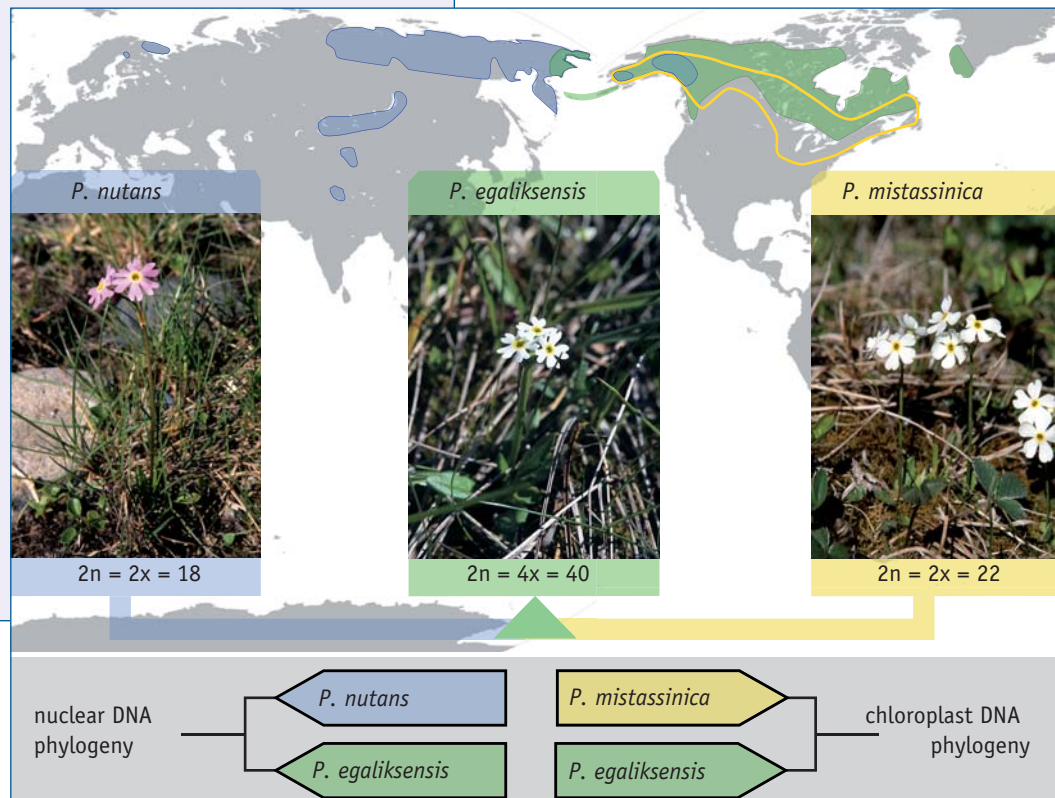 P. nutans
P. egaliksensis
P. mistassinica
2n = 2x = 18
2n = 4x = 40
2n = 2x = 22
nuclear DNA
phylogeny
P. nutans
P. egaliksensis
P. mistassinica
P. egaliksensis
chloroplast DNA
phylogeny